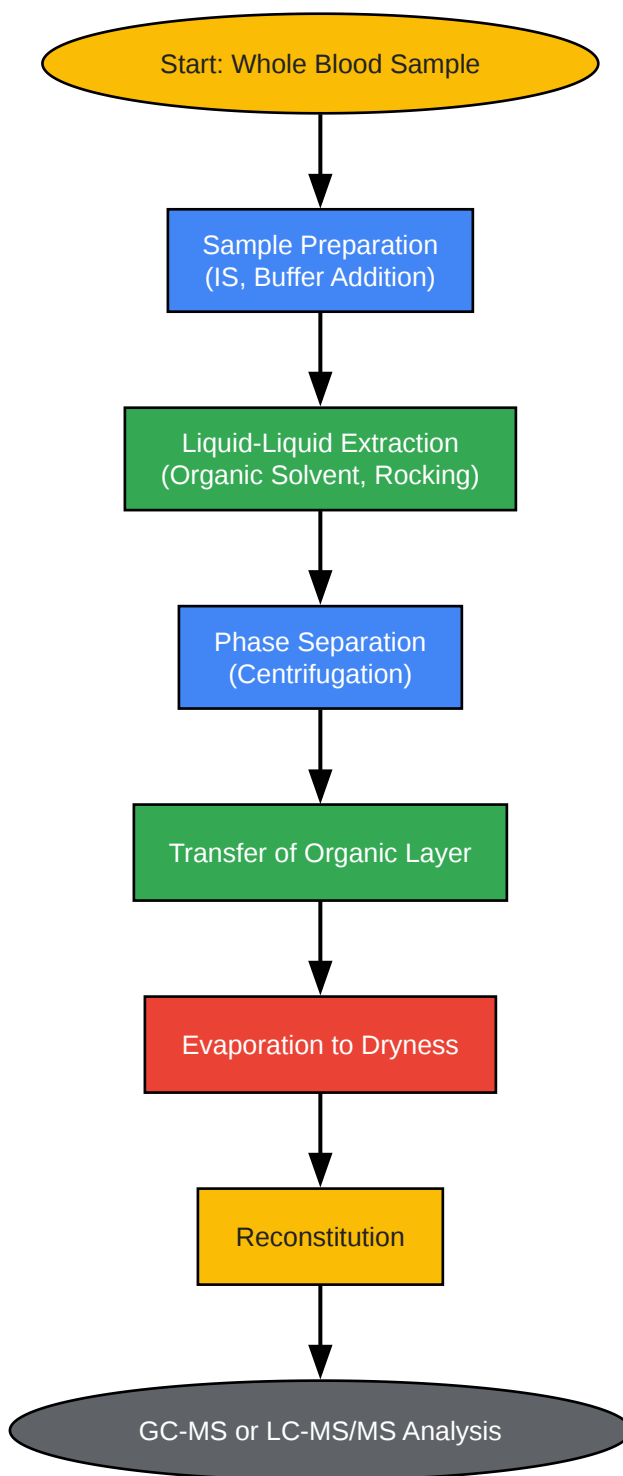 Start: Whole Blood Sample
Sample Preparation
(IS, Buffer Addition)
Liquid-Liquid Extraction
(Organic Solvent, Rocking)
Phase Separation
(Centrifugation)
Transfer of Organic Layer
Evaporation to Dryness
Reconstitution
GC-MS or LC-MS/MS Analysis